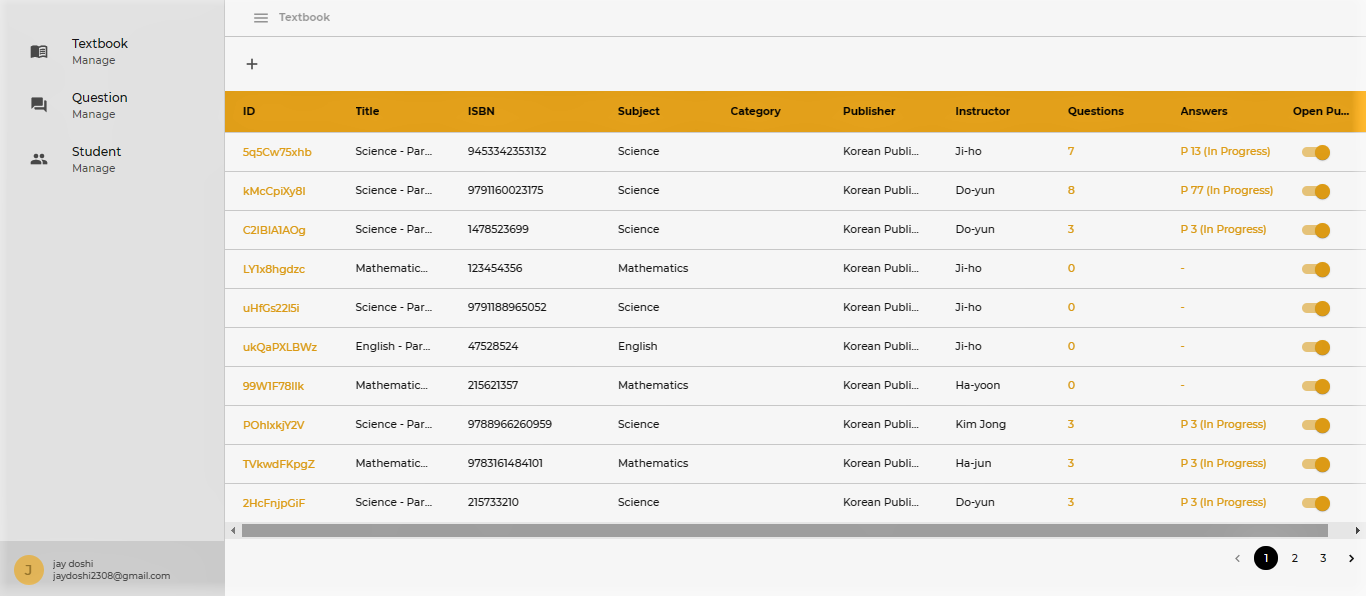 Textbook
Manage
Question
Manage
Student
Manage
jay doshi
jaydoshi2308@gmail.com
J
Textbook
+
ID Title ISBN Subject Category Publisher Instructor Questions Answers Open Pu...
5q5Cw75xhb Science - Par... 9453342353132 Science Korean Publi... Ji-ho 7 P 13 (In Progress)
kMcCpiXy8I Science - Par... 9791160023175 Science Korean Publi... Do-yun 8 P 77 (In Progress)
C2IBIA1AOg Science - Par... 1478523699 Science Korean Publi... Do-yun 3 P 3 (In Progress)
LY1x8hgdzc Mathematic... 123454356 Mathematics Korean Publi... Ji-ho 0 -
uHfGs22I5i Science - Par... 9791188965052 Science Korean Publi... Ji-ho 0 -
ukQaPXLBWz English - Par... 47528524 English Korean Publi... Ji-ho 0 -
99W1F78IIk Mathematic... 215621357 Mathematics Korean Publi... Ha-yoon 0 -
POhIxkjY2V Science - Par... 9788966260959 Science Korean Publi... Kim Jong 3 P 3 (In Progress)
TVkwdFKpgZ Mathematic... 9783161484101 Mathematics Korean Publi... Ha-jun 3 P 3 (In Progress)
2HcFnjpGiF Science - Par... 215733210 Science Korean Publi... Do-yun 3 P 3 (In Progress)
‹ 1 2 3 ›